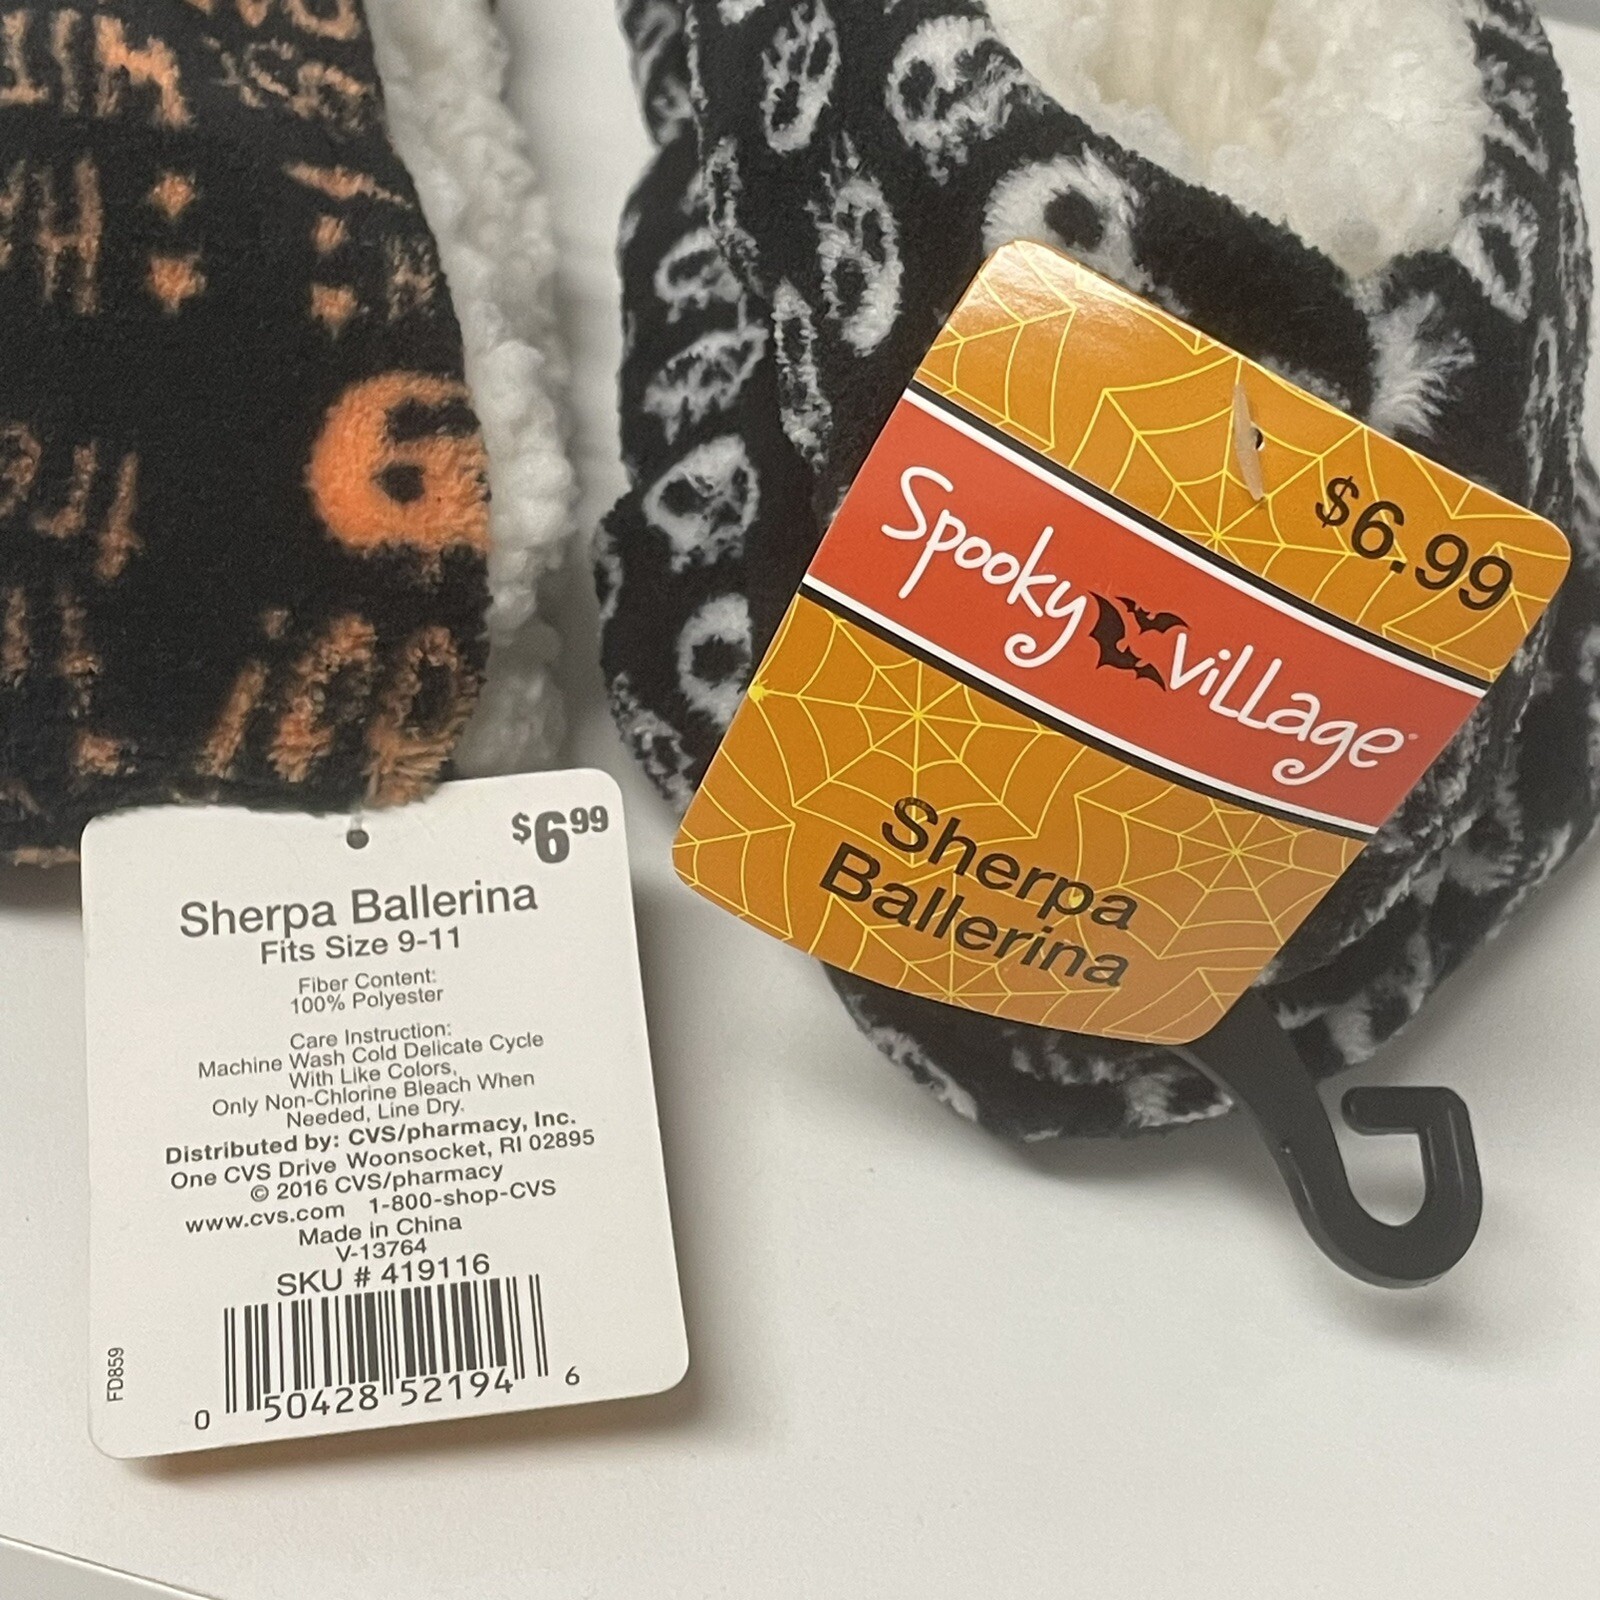 $6.99
Spooky Village
Sherpa
Ballerina
$6.99
Sherpa Ballerina
Fits Size 9-11
Fiber Content:
100% Polyester
Care Instruction:
Machine Wash Cold Delicate Cycle
With Like Colors,
Only Non-Chlorine Bleach When
Needed, Line Dry.
Distributed by: CVS/pharmacy, Inc.
One CVS Drive Woonsocket, RI 02895
© 2016 CVS/pharmacy
www.cvs.com 1-800-shop-CVS
Made in China
V-13764
SKU # 419116
FD859
0 50428 52194 6